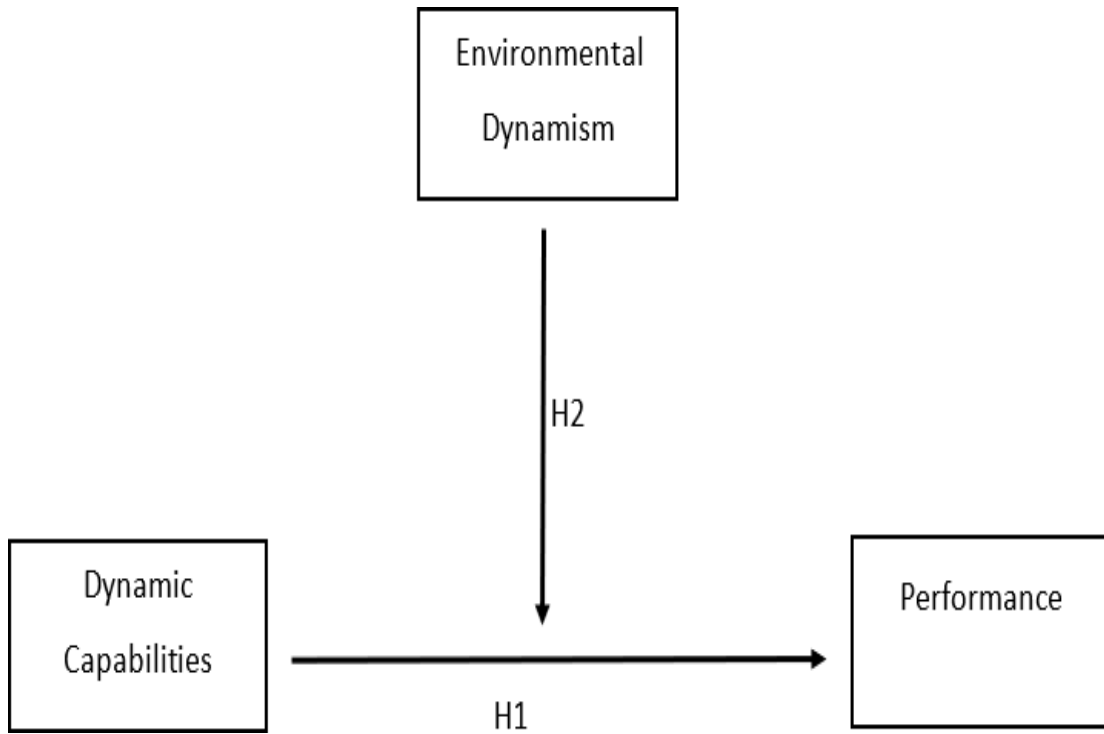 Environmental
Dynamism
H2
Dynamic
Capabilities
Performance
H1